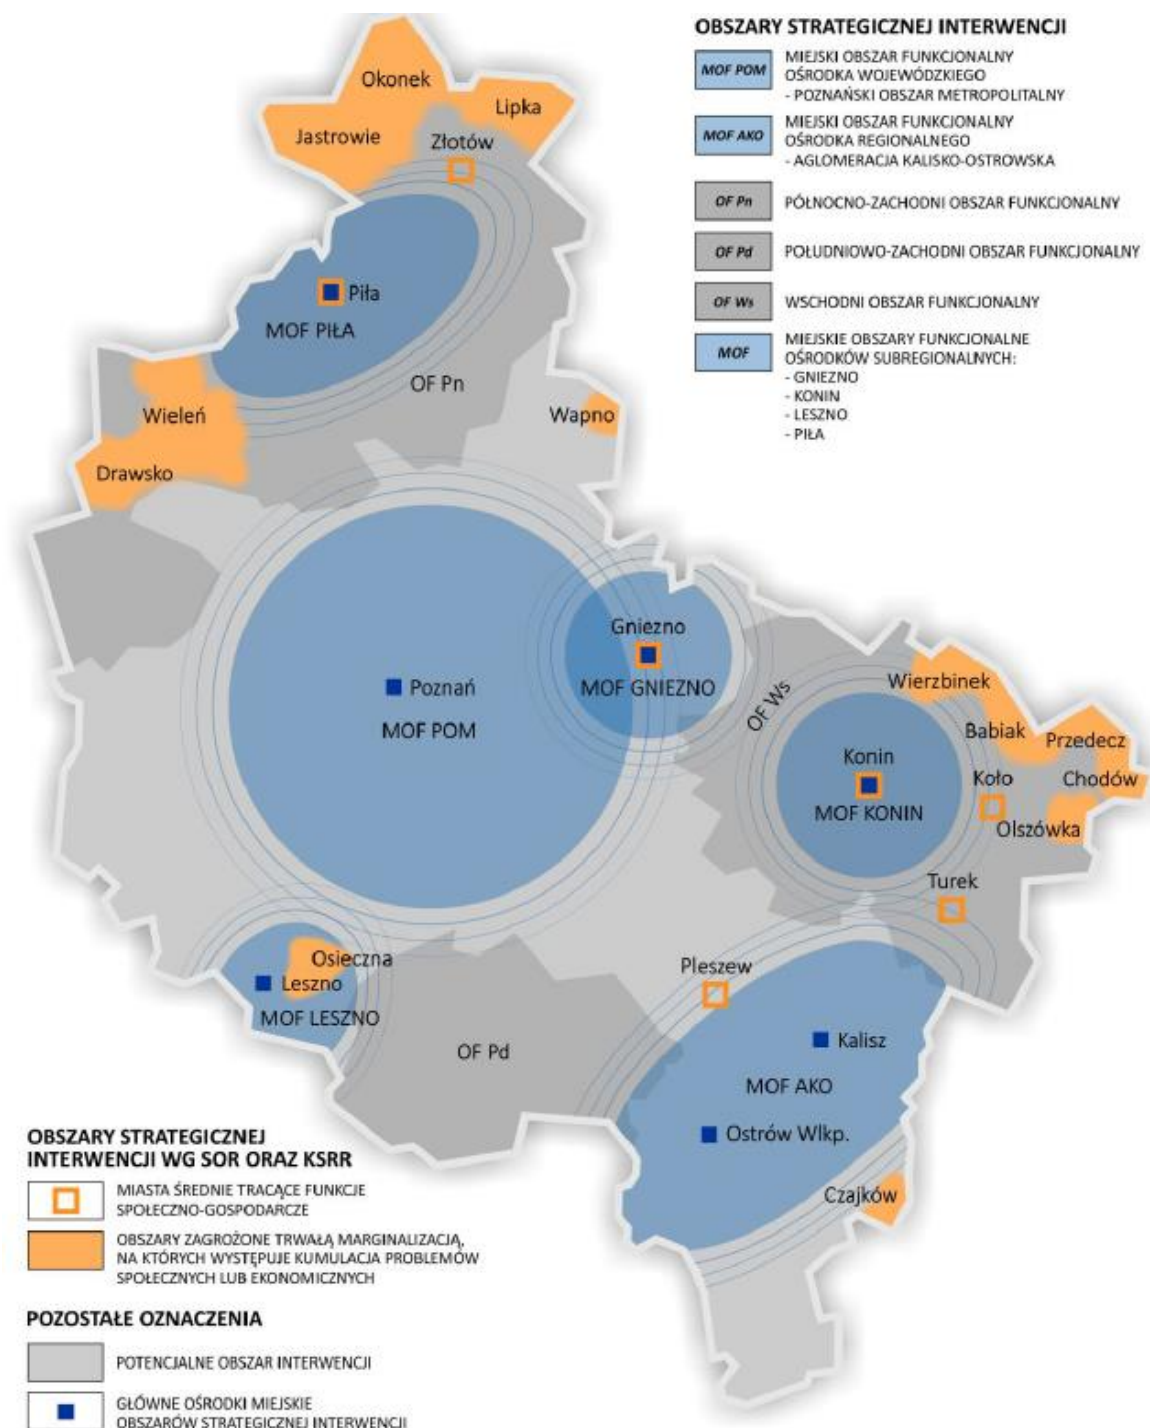 OBSZARY STRATEGICZNEJ INTERWENCJI
MOF POM
MIEJSKI OBSZAR FUNKCJONALNY
OŚRODKA WOJEWÓDZKIEGO
- POZNAŃSKI OBSZAR METROPOLITALNY
MOF AKO
MIEJSKI OBSZAR FUNKCJONALNY
OŚRODKA REGIONALNEGO
- AGLOMERACJA KALISKO-OSTROWSKA
OF Pn
PÓŁNOCNO-ZACHODNI OBSZAR FUNKCJONALNY
OF Pd
POŁUDNIOWO-ZACHODNI OBSZAR FUNKCJONALNY
OF Ws
WSCHODNI OBSZAR FUNKCJONALNY
MOF
MIEJSKIE OBSZARY FUNKCJONALNE
OŚRODKÓW SUBREGIONALNYCH:
- GNIEZNO
- KONIN
- LESZNO
- PIŁA
Okonek
Lipka
Jastrowie
Złotów
Piła
MOF PIŁA
OF Pn
Wieleń
Wapno
Drawsko
Gniezno
MOF GNIEZNO
Poznań
MOF POM
OF Ws
Wierzbinek
Babiak
Przedecz
Konin
Koło
Chodów
MOF KONIN
Olszówka
Turek
Osieczna
Pleszew
Leszno
MOF LESZNO
OF Pd
Kalisz
MOF AKO
Ostrów Wlkp.
Czajków
OBSZARY STRATEGICZNEJ
INTERWENCJI WG SOR ORAZ KSRR
MIASTA ŚREDNIE TRACĄCE FUNKCJE
SPOŁECZNO-GOSPODARCZE
OBSZARY ZAGROŻONE TRWAŁĄ MARGINALIZACJĄ,
NA KTÓRYCH WYSTĘPUJE KUMULACJA PROBLEMÓW
SPOŁECZNYCH LUB EKONOMICZNYCH
POZOSTAŁE OZNACZENIA
POTENCJALNE OBSZAR INTERWENCJI
GŁÓWNE OŚRODKI MIEJSKIE
OBSZARÓW STRATEGICZNEJ INTERWENCJI